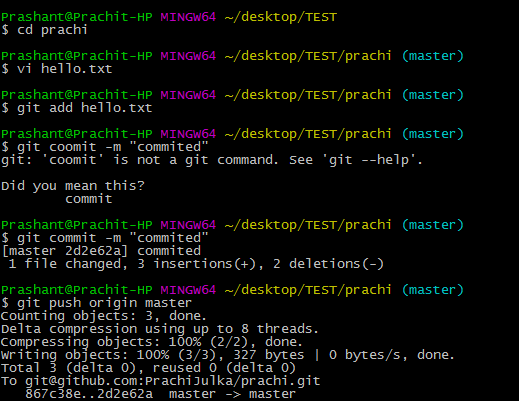 Prashant@Prachit-HP MINGW64 ~/desktop/TEST
$ cd prachi
Prashant@Prachit-HP MINGW64 ~/desktop/TEST/prachi (master)
$ vi hello.txt
Prashant@Prachit-HP MINGW64 ~/desktop/TEST/prachi (master)
$ git add hello.txt
Prashant@Prachit-HP MINGW64 ~/desktop/TEST/prachi (master)
$ git coomit -m "commited"
git: 'coomit' is not a git command. See 'git --help'.
Did you mean this?
        commit
Prashant@Prachit-HP MINGW64 ~/desktop/TEST/prachi (master)
$ git commit -m "commited"
[master 2d2e62a] commited
 1 file changed, 3 insertions(+), 2 deletions(-)
Prashant@Prachit-HP MINGW64 ~/desktop/TEST/prachi (master)
$ git push origin master
Counting objects: 3, done.
Delta compression using up to 8 threads.
Compressing objects: 100% (2/2), done.
Writing objects: 100% (3/3), 327 bytes | 0 bytes/s, done.
Total 3 (delta 0), reused 0 (delta 0)
To git@github.com:PrachiJulka/prachi.git
   867c38e..2d2e62a  master -> master